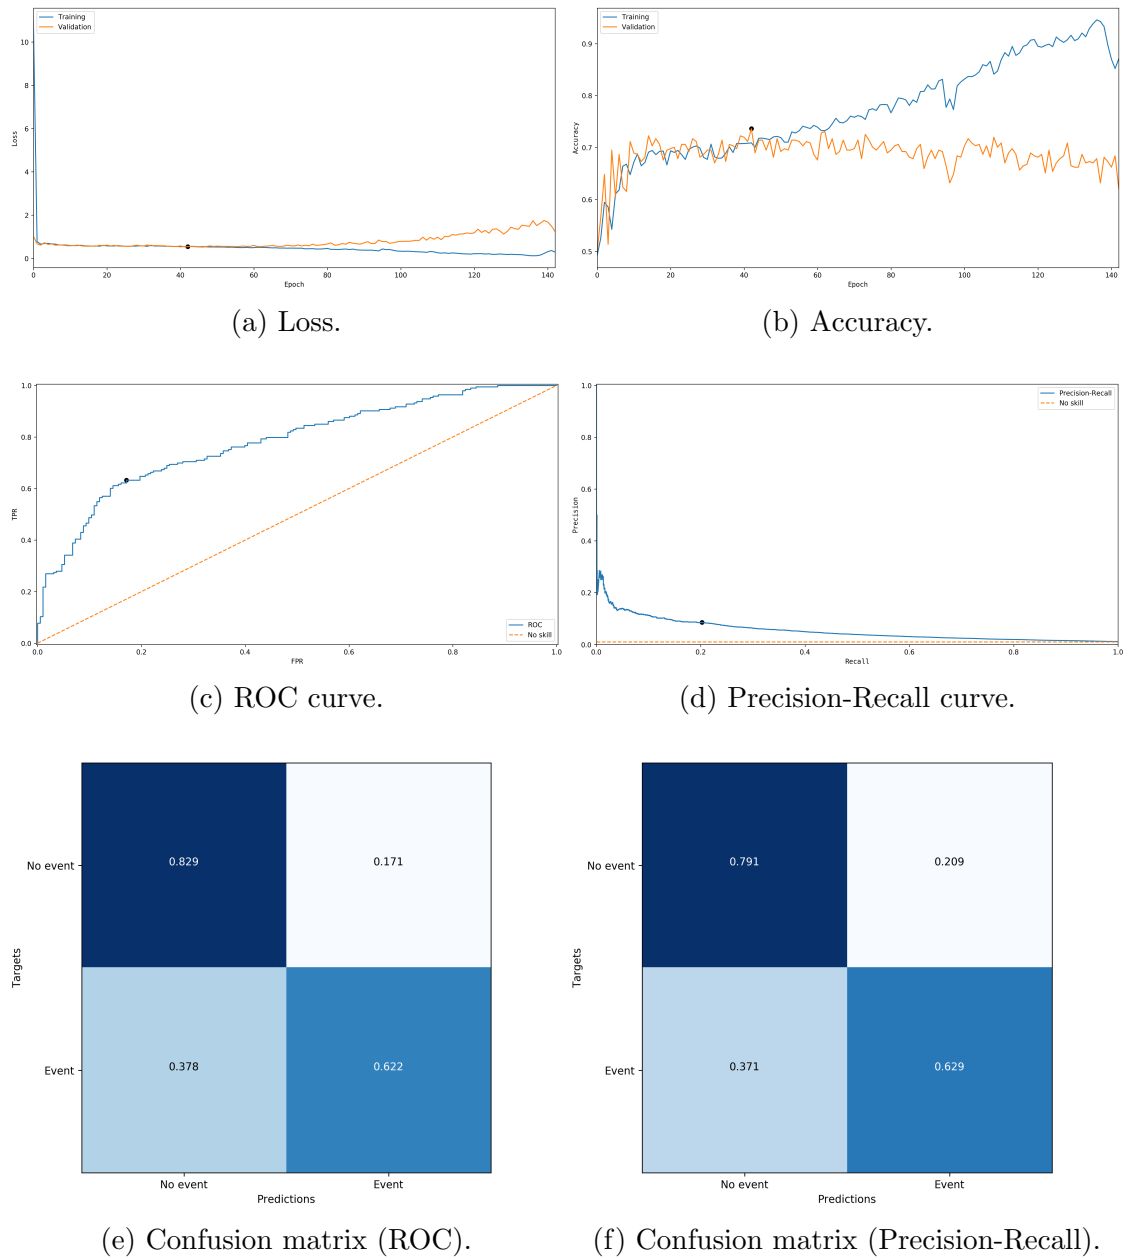 Training
Validation
10
8
6
4
2
0
Loss
0 20 40 60 80 100 120 140
Epoch
(a) Loss.
Training
Validation
0.9
0.8
0.7
0.6
0.5
Accuracy
0 20 40 60 80 100 120 140
Epoch
(b) Accuracy.
1.0
0.8
0.6
0.4
0.2
0.0
TPR
ROC
No skill
0.0 0.2 0.4 0.6 0.8 1.0
FPR
(c) ROC curve.
Precision-Recall
No skill
1.0
0.8
0.6
0.4
0.2
0.0
Precision
0.0 0.2 0.4 0.6 0.8 1.0
Recall
(d) Precision-Recall curve.
Targets
No event
0.829 0.171
Event
0.378 0.622
No event Event
Predictions
(e) Confusion matrix (ROC).
Targets
No event
0.791 0.209
Event
0.371 0.629
No event Event
Predictions
(f) Confusion matrix (Precision-Recall).